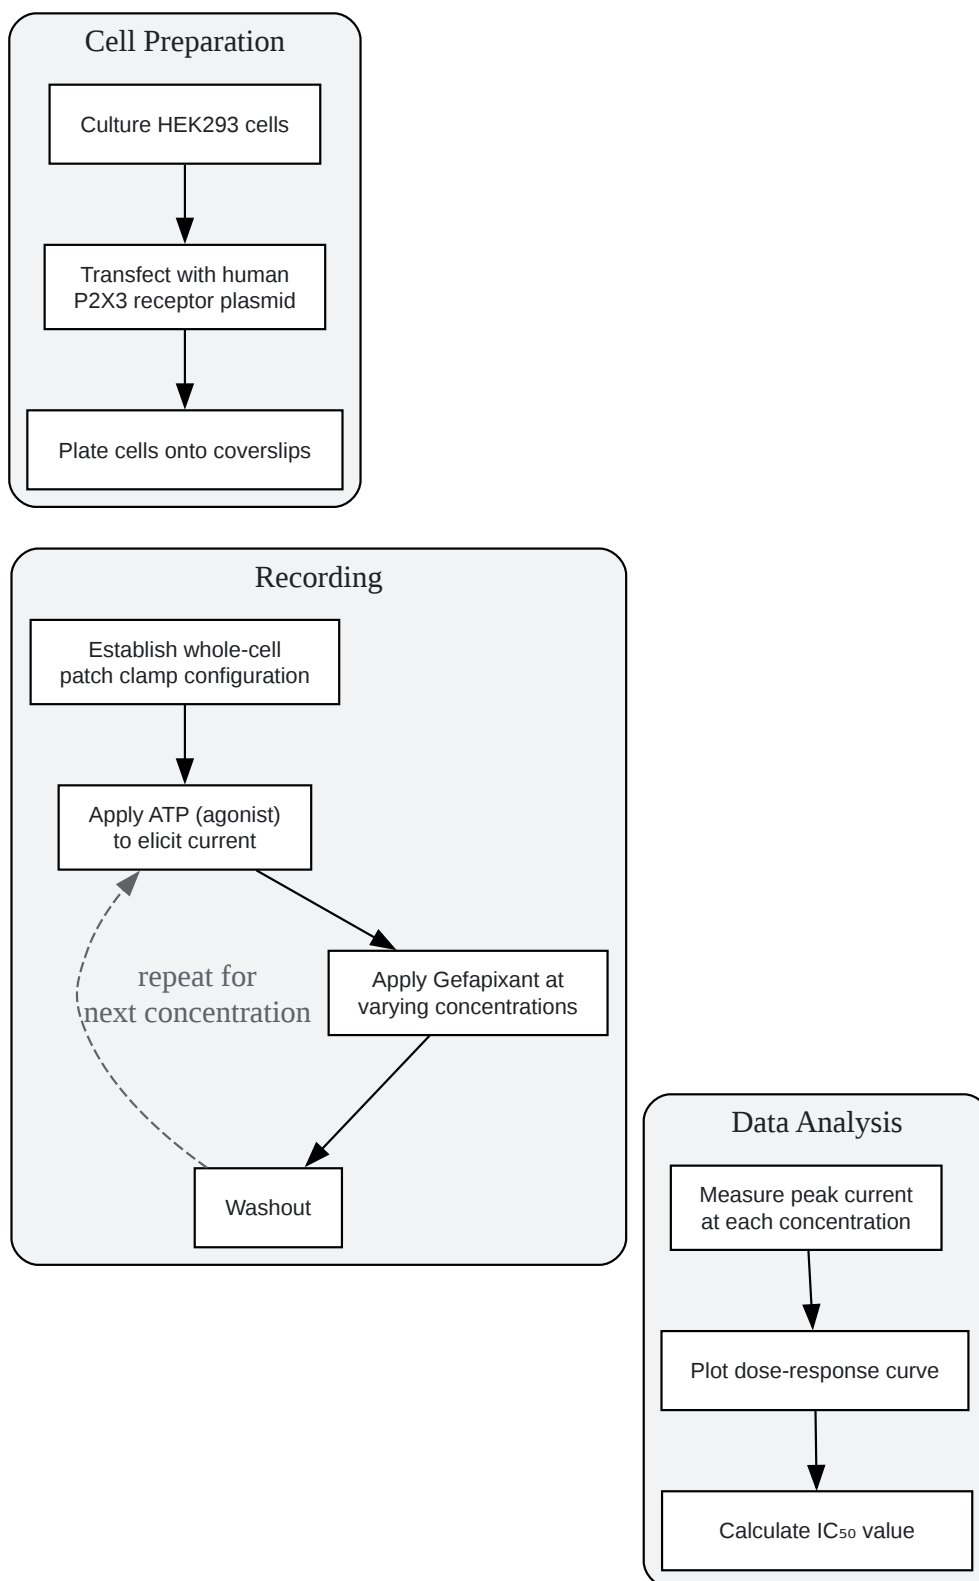 Cell Preparation
Culture HEK293 cells
Transfect with human
P2X3 receptor plasmid
Plate cells onto coverslips
Recording
Establish whole-cell
patch clamp configuration
Apply ATP (agonist)
to elicit current
repeat for
next concentration
Apply Gefapixant at
varying concentrations
Washout
Data Analysis
Measure peak current
at each concentration
Plot dose-response curve
Calculate IC₅₀ value